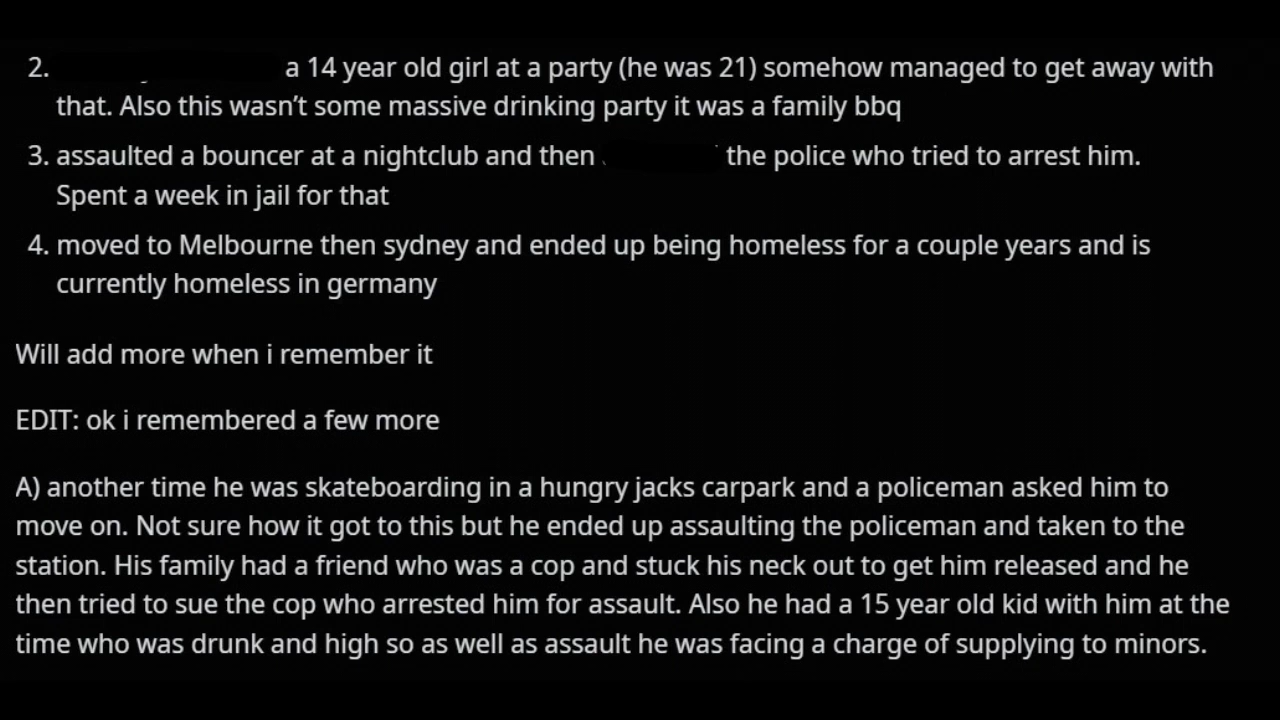 2. a 14 year old girl at a party (he was 21) somehow managed to get away with
that. Also this wasn't some massive drinking party it was a family bbq
3. assaulted a bouncer at a nightclub and then the police who tried to arrest him.
Spent a week in jail for that
4. moved to Melbourne then sydney and ended up being homeless for a couple years and is
currently homeless in germany
Will add more when i remember it
EDIT: ok i remembered a few more
A) another time he was skateboarding in a hungry jacks carpark and a policeman asked him to
move on. Not sure how it got to this but he ended up assaulting the policeman and taken to the
station. His family had a friend who was a cop and stuck his neck out to get him released and he
then tried to sue the cop who arrested him for assault. Also he had a 15 year old kid with him at the
time who was drunk and high so as well as assault he was facing a charge of supplying to minors.